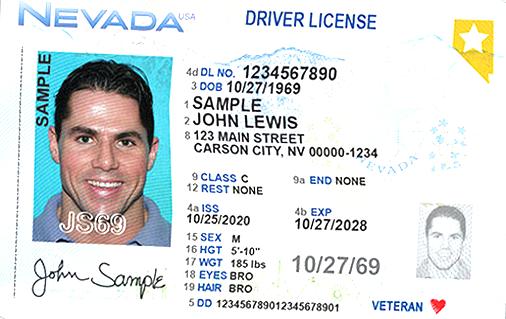 NEVADA USA DRIVER LICENSE
SAMPLE
4d DL NO. 1234567890
3 DOB 10/27/1969
1 SAMPLE
2 JOHN LEWIS
8 123 MAIN STREET
CARSON CITY, NV 00000-1234
NEVADA
9 CLASS C 9a END NONE
12 REST NONE
4a ISS 4b EXP
10/25/2020 10/27/2028
JS69
15 SEX M
16 HGT 5'-10"
17 WGT 185 lbs 10/27/69
18 EYES BRO
19 HAIR BRO
John Sample
5 DD 123456789012345678901 VETERAN